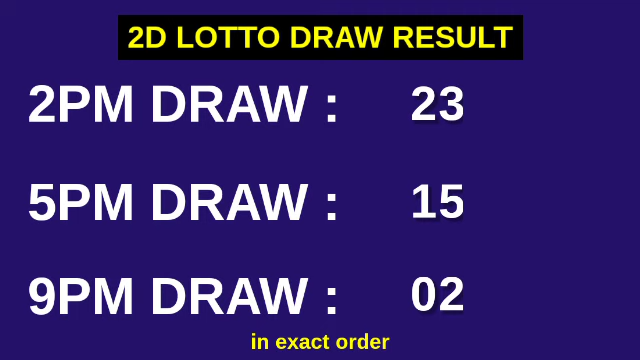 2D LOTTO DRAW RESULT
2PM DRAW : 23
5PM DRAW : 15
9PM DRAW : 02
in exact order